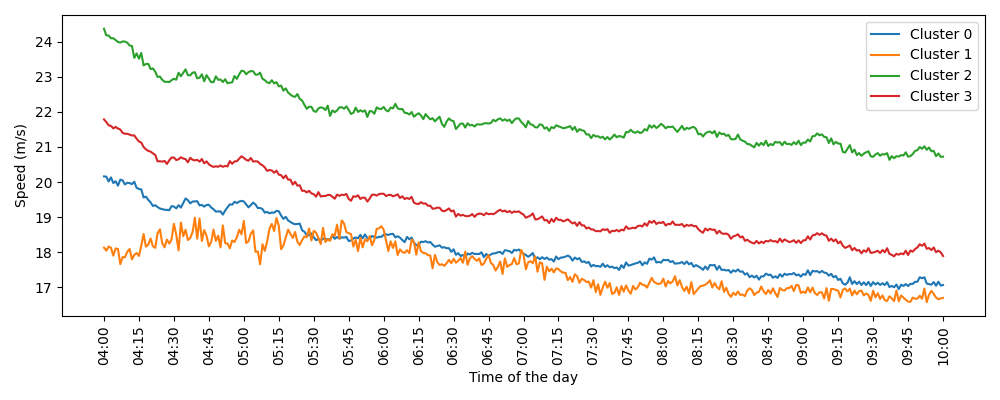 Cluster 0
Cluster 1
Cluster 2
Cluster 3
24
23
22
21
20
19
18
17
Speed (m/s)
04:00 04:15 04:30 04:45 05:00 05:15 05:30 05:45 06:00 06:15 06:30 06:45 07:00 07:15 07:30 07:45 08:00 08:15 08:30 08:45 09:00 09:15 09:30 09:45 10:00
Time of the day